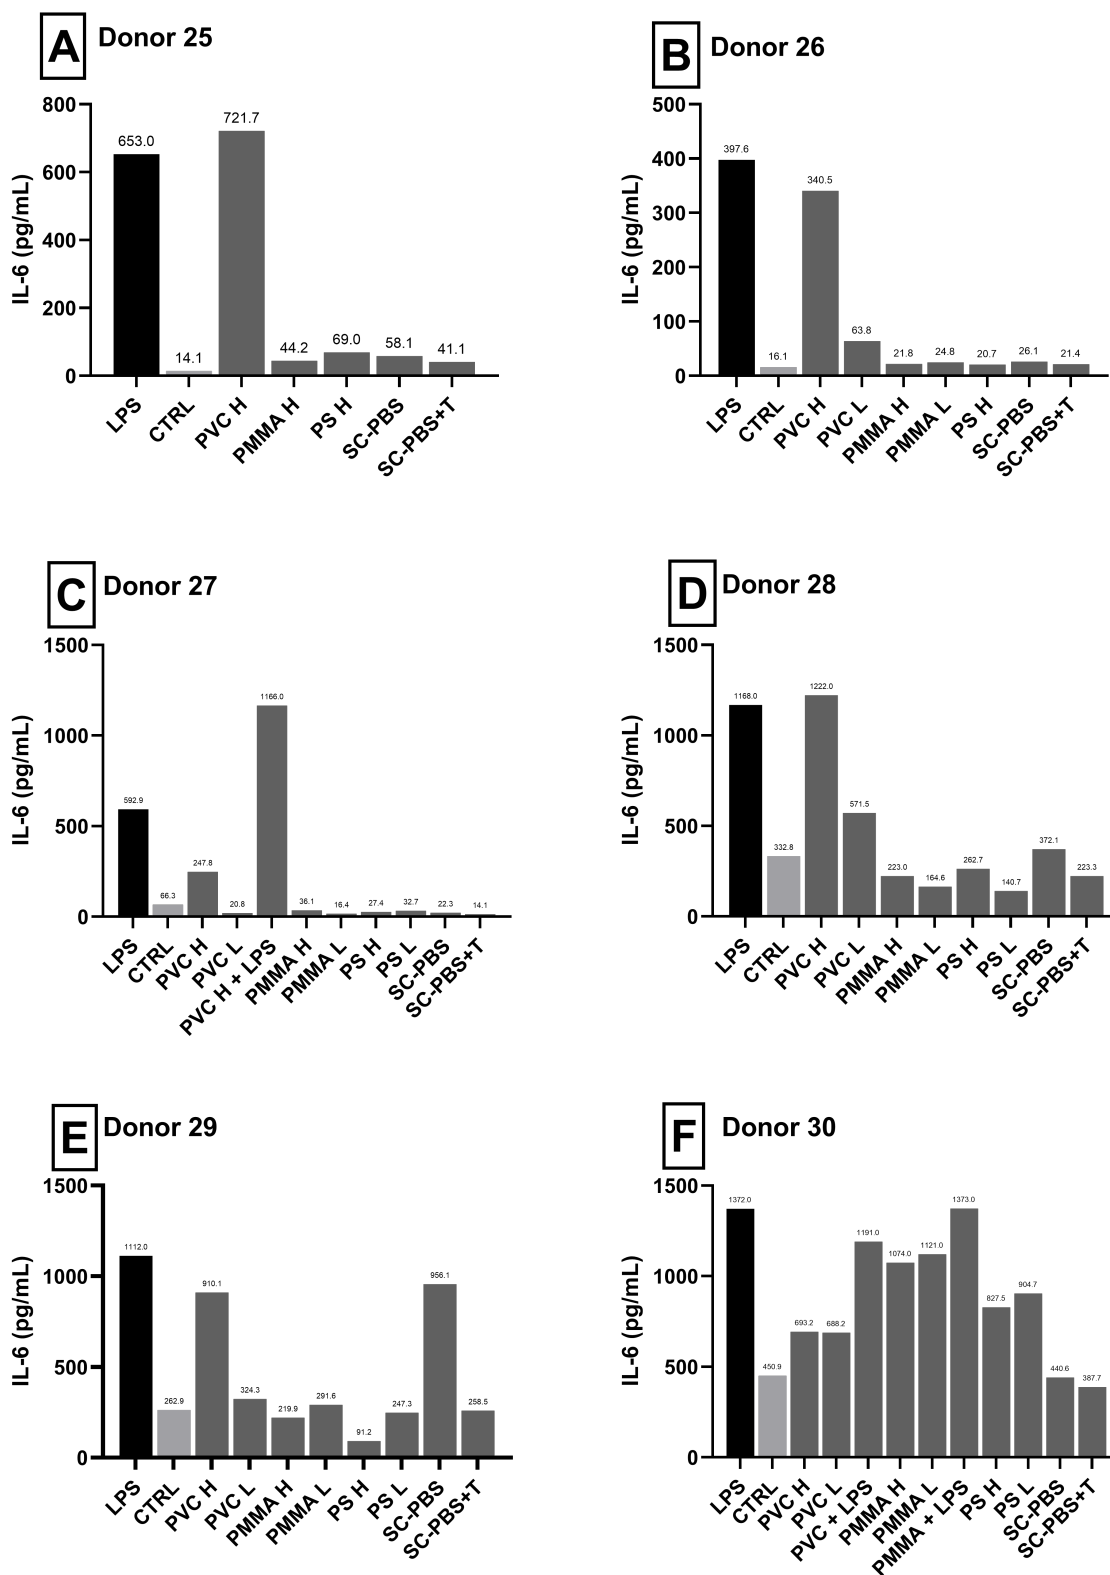 A Donor 25
IL-6 (pg/mL)
800
600
400
200
0
653.0
14.1
721.7
44.2
69.0
58.1
41.1
LPS
CTRL
PVC H
PMMA H
PS H
SC-PBS
SC-PBS+T
B Donor 26
IL-6 (pg/mL)
500
400
300
200
100
0
397.6
16.1
340.5
63.8
21.8
24.8
20.7
26.1
21.4
LPS
CTRL
PVC H
PVC L
PMMA H
PMMA L
PS H
SC-PBS
SC-PBS+T
C Donor 27
IL-6 (pg/mL)
1500
1000
500
0
592.9
66.3
247.8
20.8
1166.0
36.1
16.4
27.4
32.7
22.3
14.1
LPS
CTRL
PVC H
PVC L
PVC H + LPS
PMMA H
PMMA L
PS H
PS L
SC-PBS
SC-PBS+T
D Donor 28
IL-6 (pg/mL)
1500
1000
500
0
1168.0
332.8
1222.0
571.5
223.0
164.6
262.7
140.7
372.1
223.3
LPS
CTRL
PVC H
PVC L
PMMA H
PMMA L
PS H
PS L
SC-PBS
SC-PBS+T
E Donor 29
IL-6 (pg/mL)
1500
1000
500
0
1112.0
262.9
910.1
324.3
219.9
291.6
91.2
247.3
956.1
258.5
LPS
CTRL
PVC H
PVC L
PMMA H
PMMA L
PS H
PS L
SC-PBS
SC-PBS+T
F Donor 30
IL-6 (pg/mL)
1500
1000
500
0
1372.0
450.9
693.2
688.2
1191.0
1074.0
1121.0
1373.0
827.5
904.7
440.6
387.7
LPS
CTRL
PVC H
PVC L
PVC + LPS
PMMA H
PMMA L
PMMA + LPS
PS H
PS L
SC-PBS
SC-PBS+T